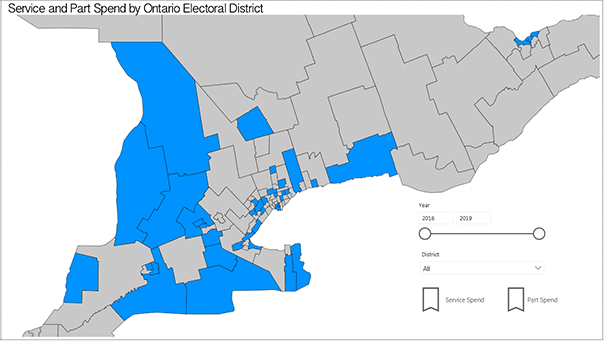 Service and Part Spend by Ontario Electoral District
Year
2016 2019
District
All
Service Spend Part Spend